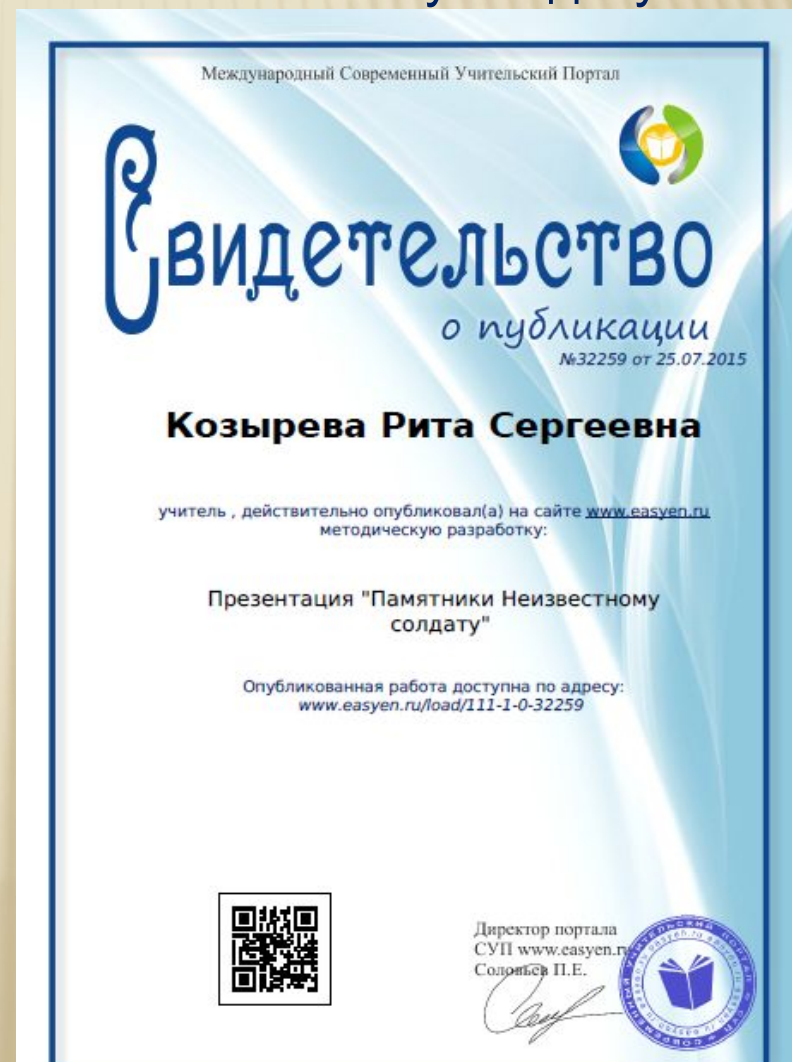 Международный Современный Учительский Портал
Свидетельство
о публикации
№32259 от 25.07.2015
Козырева Рита Сергеевна
учитель , действительно опубликовал(а) на сайте www.easyen.ru
методическую разработку:
Презентация "Памятники Неизвестному
солдату"
Опубликованная работа доступна по адресу:
www.easyen.ru/load/111-1-0-32259
Директор портала
СУП www.easyen.ru
Соловьев П.Е.